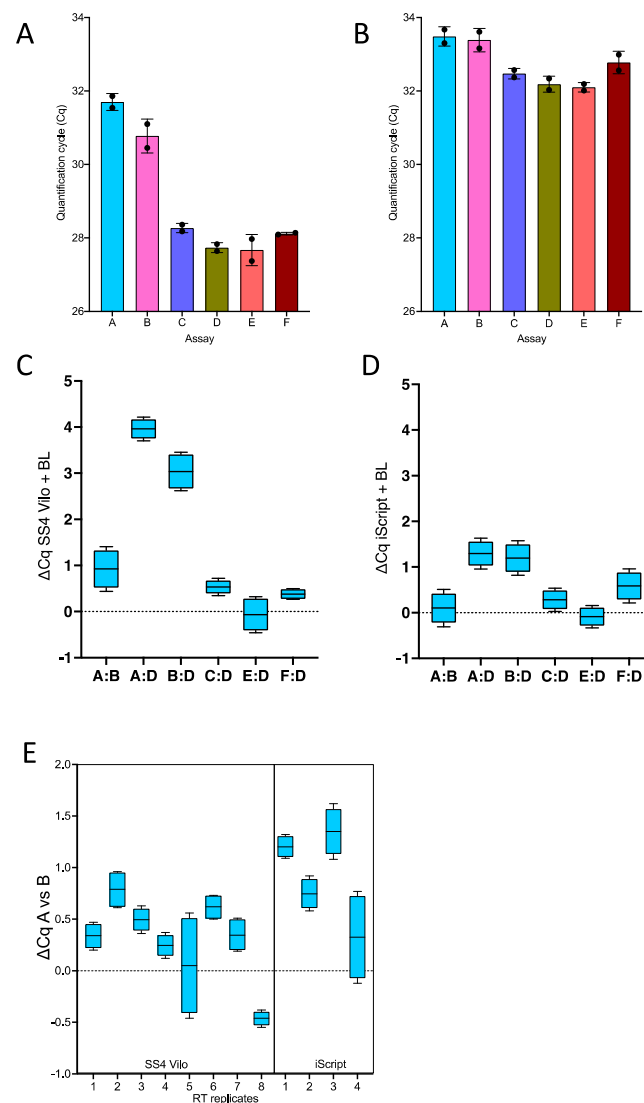 A
Quantification cycle (Cq)
34
32
30
28
26
A B C D E F
Assay
B
Quantification cycle (Cq)
34
32
30
28
26
A B C D E F
Assay
C
ΔCq SS4 Vilo + BL
5
4
3
2
1
0
-1
A:B A:D B:D C:D E:D F:D
D
ΔCq iScript + BL
5
4
3
2
1
0
-1
A:B A:D B:D C:D E:D F:D
E
ΔCq A vs B
2.0
1.5
1.0
0.5
0.0
-0.5
-1.0
SS4 Vilo iScript
1 2 3 4 5 6 7 8 1 2 3 4
RT replicates